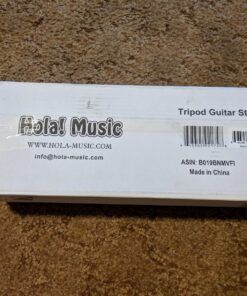 Hola! Music
WWW.HOLA-MUSIC.COM
info@hola-music.com
Tripod Guitar St
ASIN: B019BNMVFI
Made in China